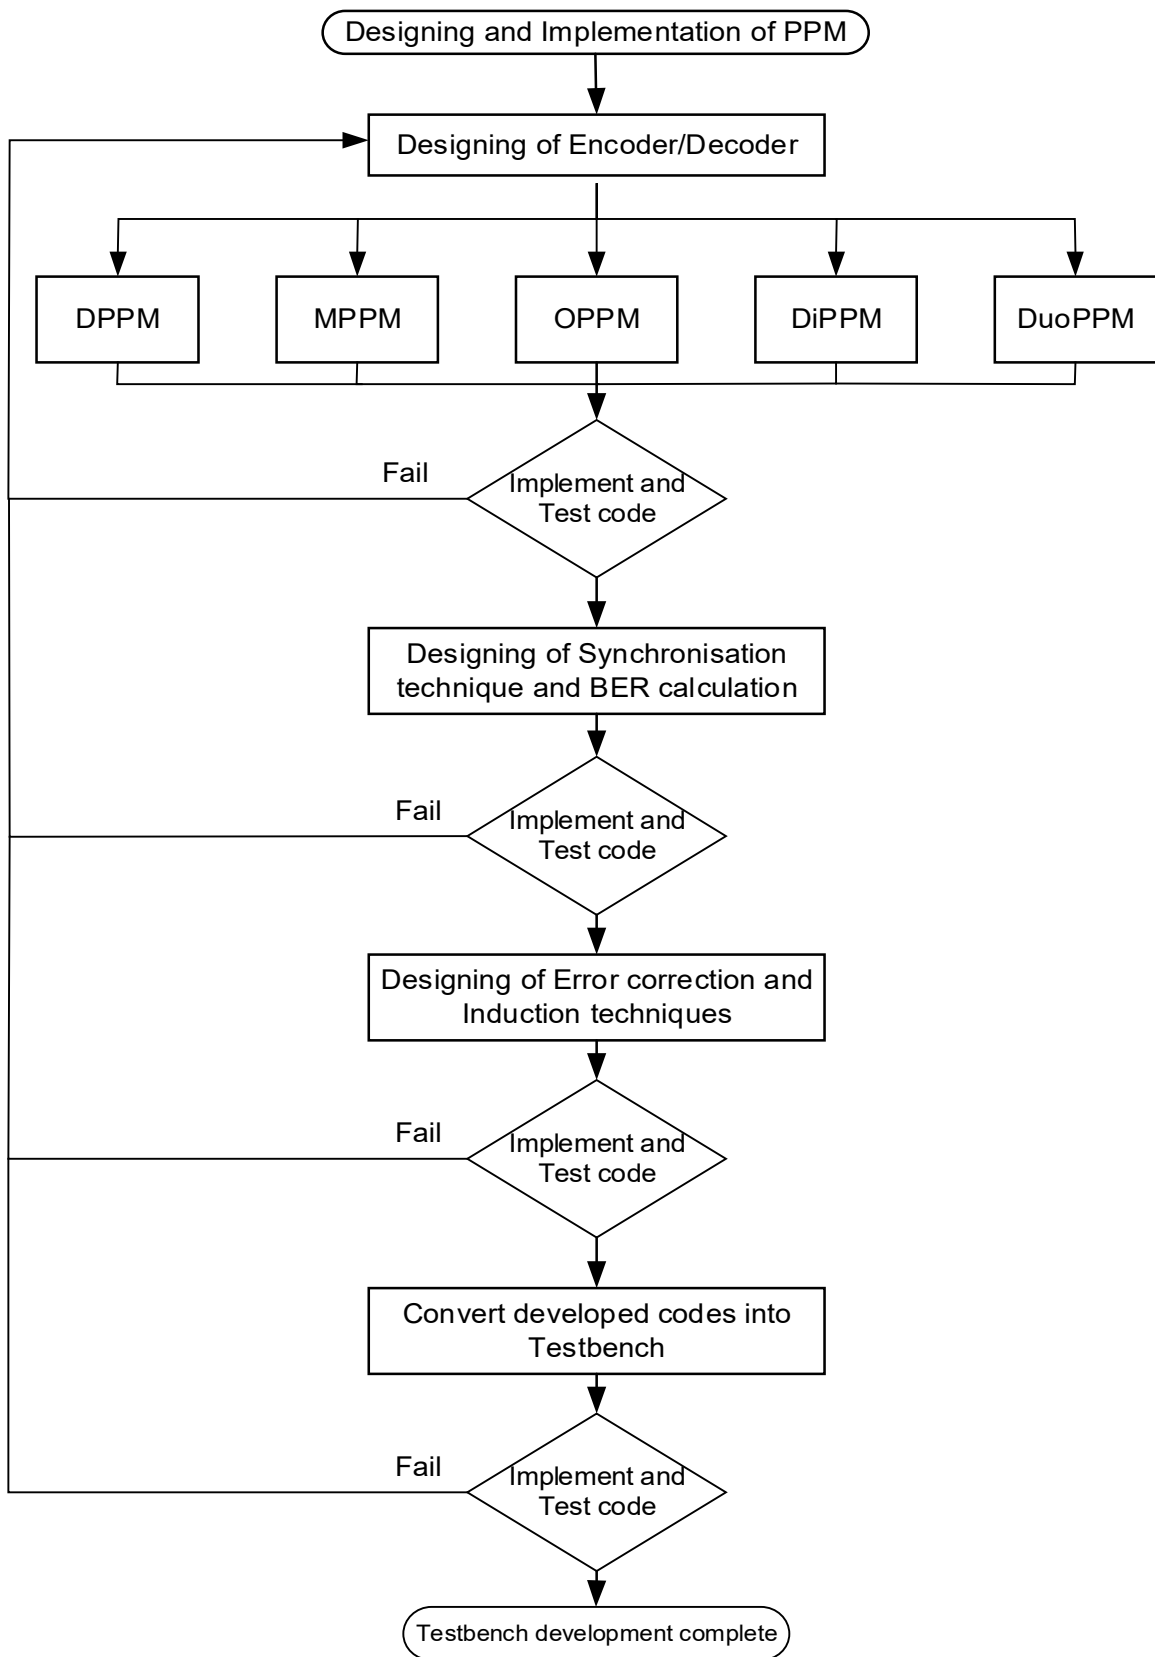 Designing and Implementation of PPM
Designing of Encoder/Decoder
DPPM
MPPM
OPPM
DiPPM
DuoPPM
Fail
Implement and
Test code
Designing of Synchronisation
technique and BER calculation
Fail
Implement and
Test code
Designing of Error correction and
Induction techniques
Fail
Implement and
Test code
Convert developed codes into
Testbench
Fail
Implement and
Test code
Testbench development complete